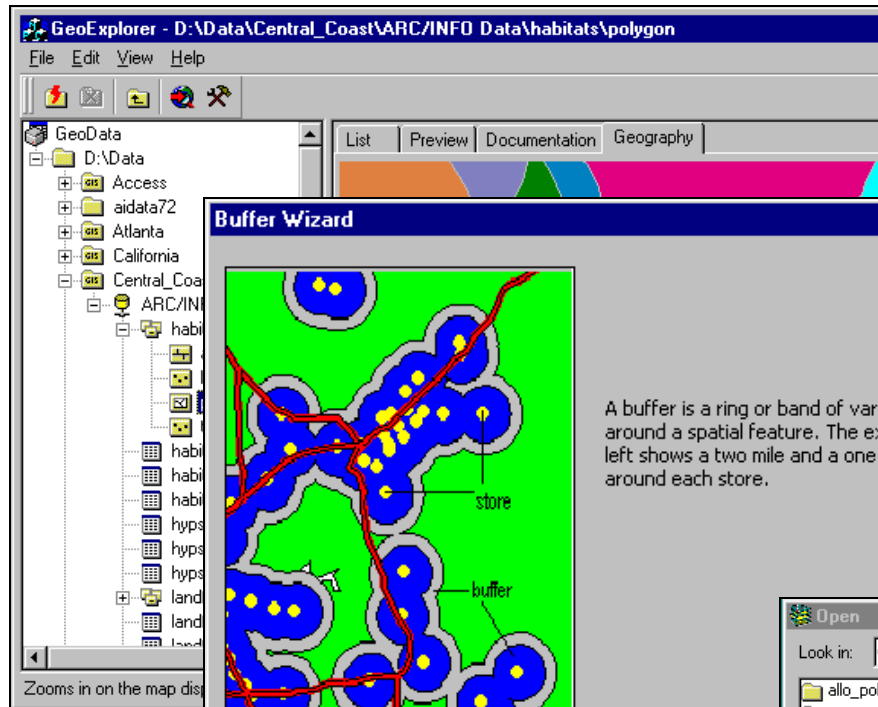 GeoExplorer - D:\Data\Central_Coast\ARC/INFO Data\habitats\polygon
File Edit View Help
GeoData
D:\Data
Access
aidata72
Atlanta
California
Central_Coa
ARC/INF
habi
habi
habi
habi
hyps
hyps
hyps
land
land
land
Zooms in on the map disp
List Preview Documentation Geography
Buffer Wizard
store
buffer
A buffer is a ring or band of var
around a spatial feature. The ex
left shows a two mile and a one
around each store.
Open
Look in:
allo_pol